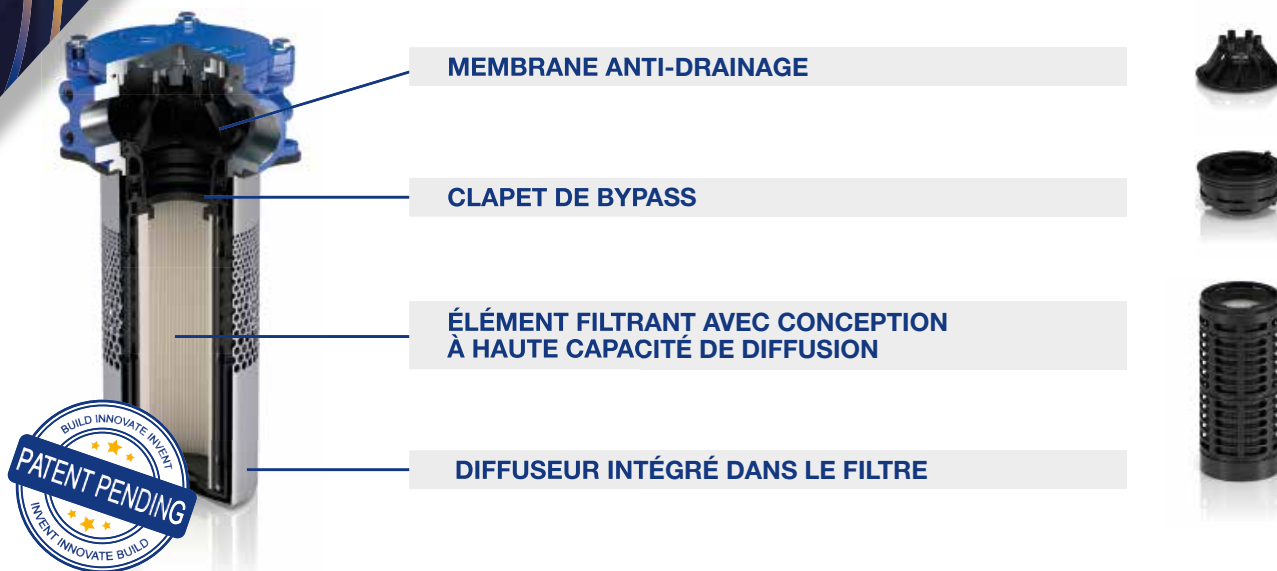 MEMBRANE ANTI-DRAINAGE
CLAPET DE BYPASS
ÉLÉMENT FILTRANT AVEC CONCEPTION
À HAUTE CAPACITÉ DE DIFFUSION
DIFFUSEUR INTÉGRÉ DANS LE FILTRE
BUILD INNOVATE INVENT
PATENT PENDING
INVENT INNOVATE BUILD